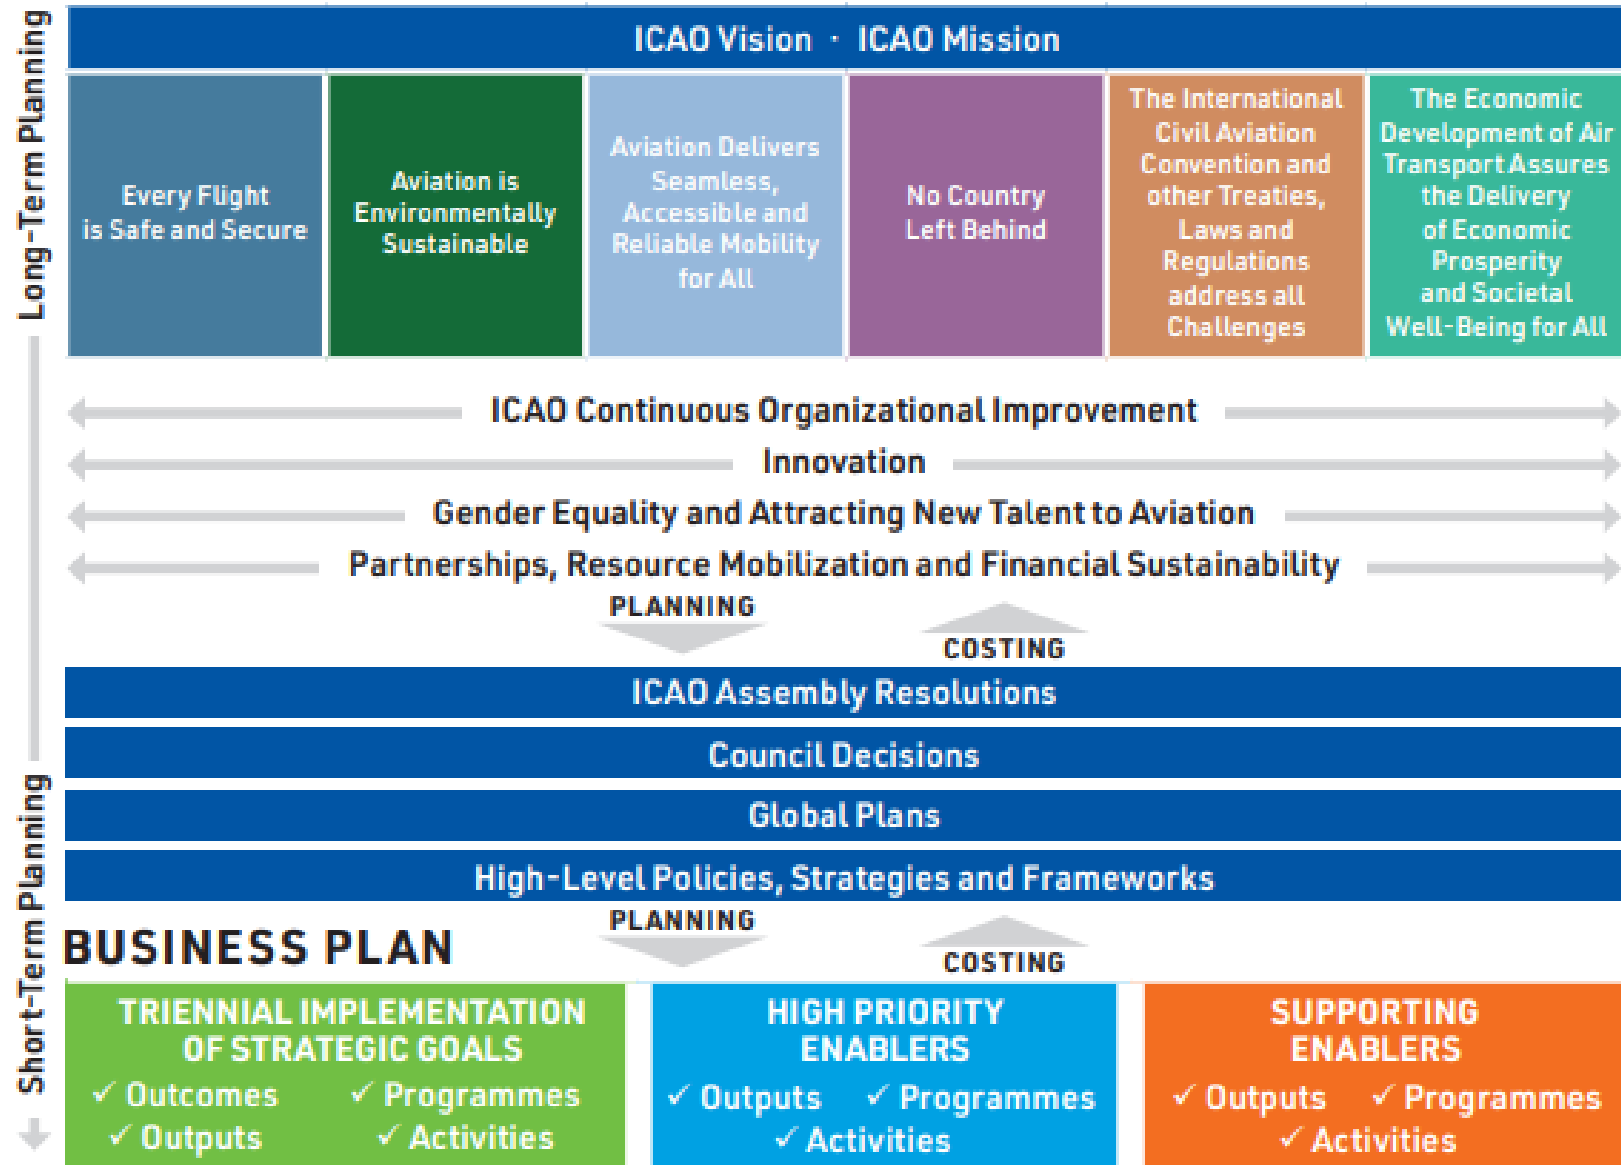 Long-Term Planning
ICAO Vision · ICAO Mission
Every Flight
is Safe and Secure
Aviation is
Environmentally
Sustainable
Aviation Delivers
Seamless,
Accessible and
Reliable Mobility
for All
No Country
Left Behind
The International
Civil Aviation
Convention and
other Treaties,
Laws and
Regulations
address all
Challenges
The Economic
Development of Air
Transport Assures
the Delivery
of Economic
Prosperity
and Societal
Well-Being for All
ICAO Continuous Organizational Improvement
Innovation
Gender Equality and Attracting New Talent to Aviation
Partnerships, Resource Mobilization and Financial Sustainability
PLANNING
COSTING
ICAO Assembly Resolutions
Council Decisions
Global Plans
High-Level Policies, Strategies and Frameworks
Short-Term Planning
PLANNING
COSTING
BUSINESS PLAN
TRIENNIAL IMPLEMENTATION
OF STRATEGIC GOALS
✓ Outcomes ✓ Programmes
✓ Outputs ✓ Activities
HIGH PRIORITY
ENABLERS
✓ Outputs ✓ Programmes
✓ Activities
SUPPORTING
ENABLERS
✓ Outputs ✓ Programmes
✓ Activities